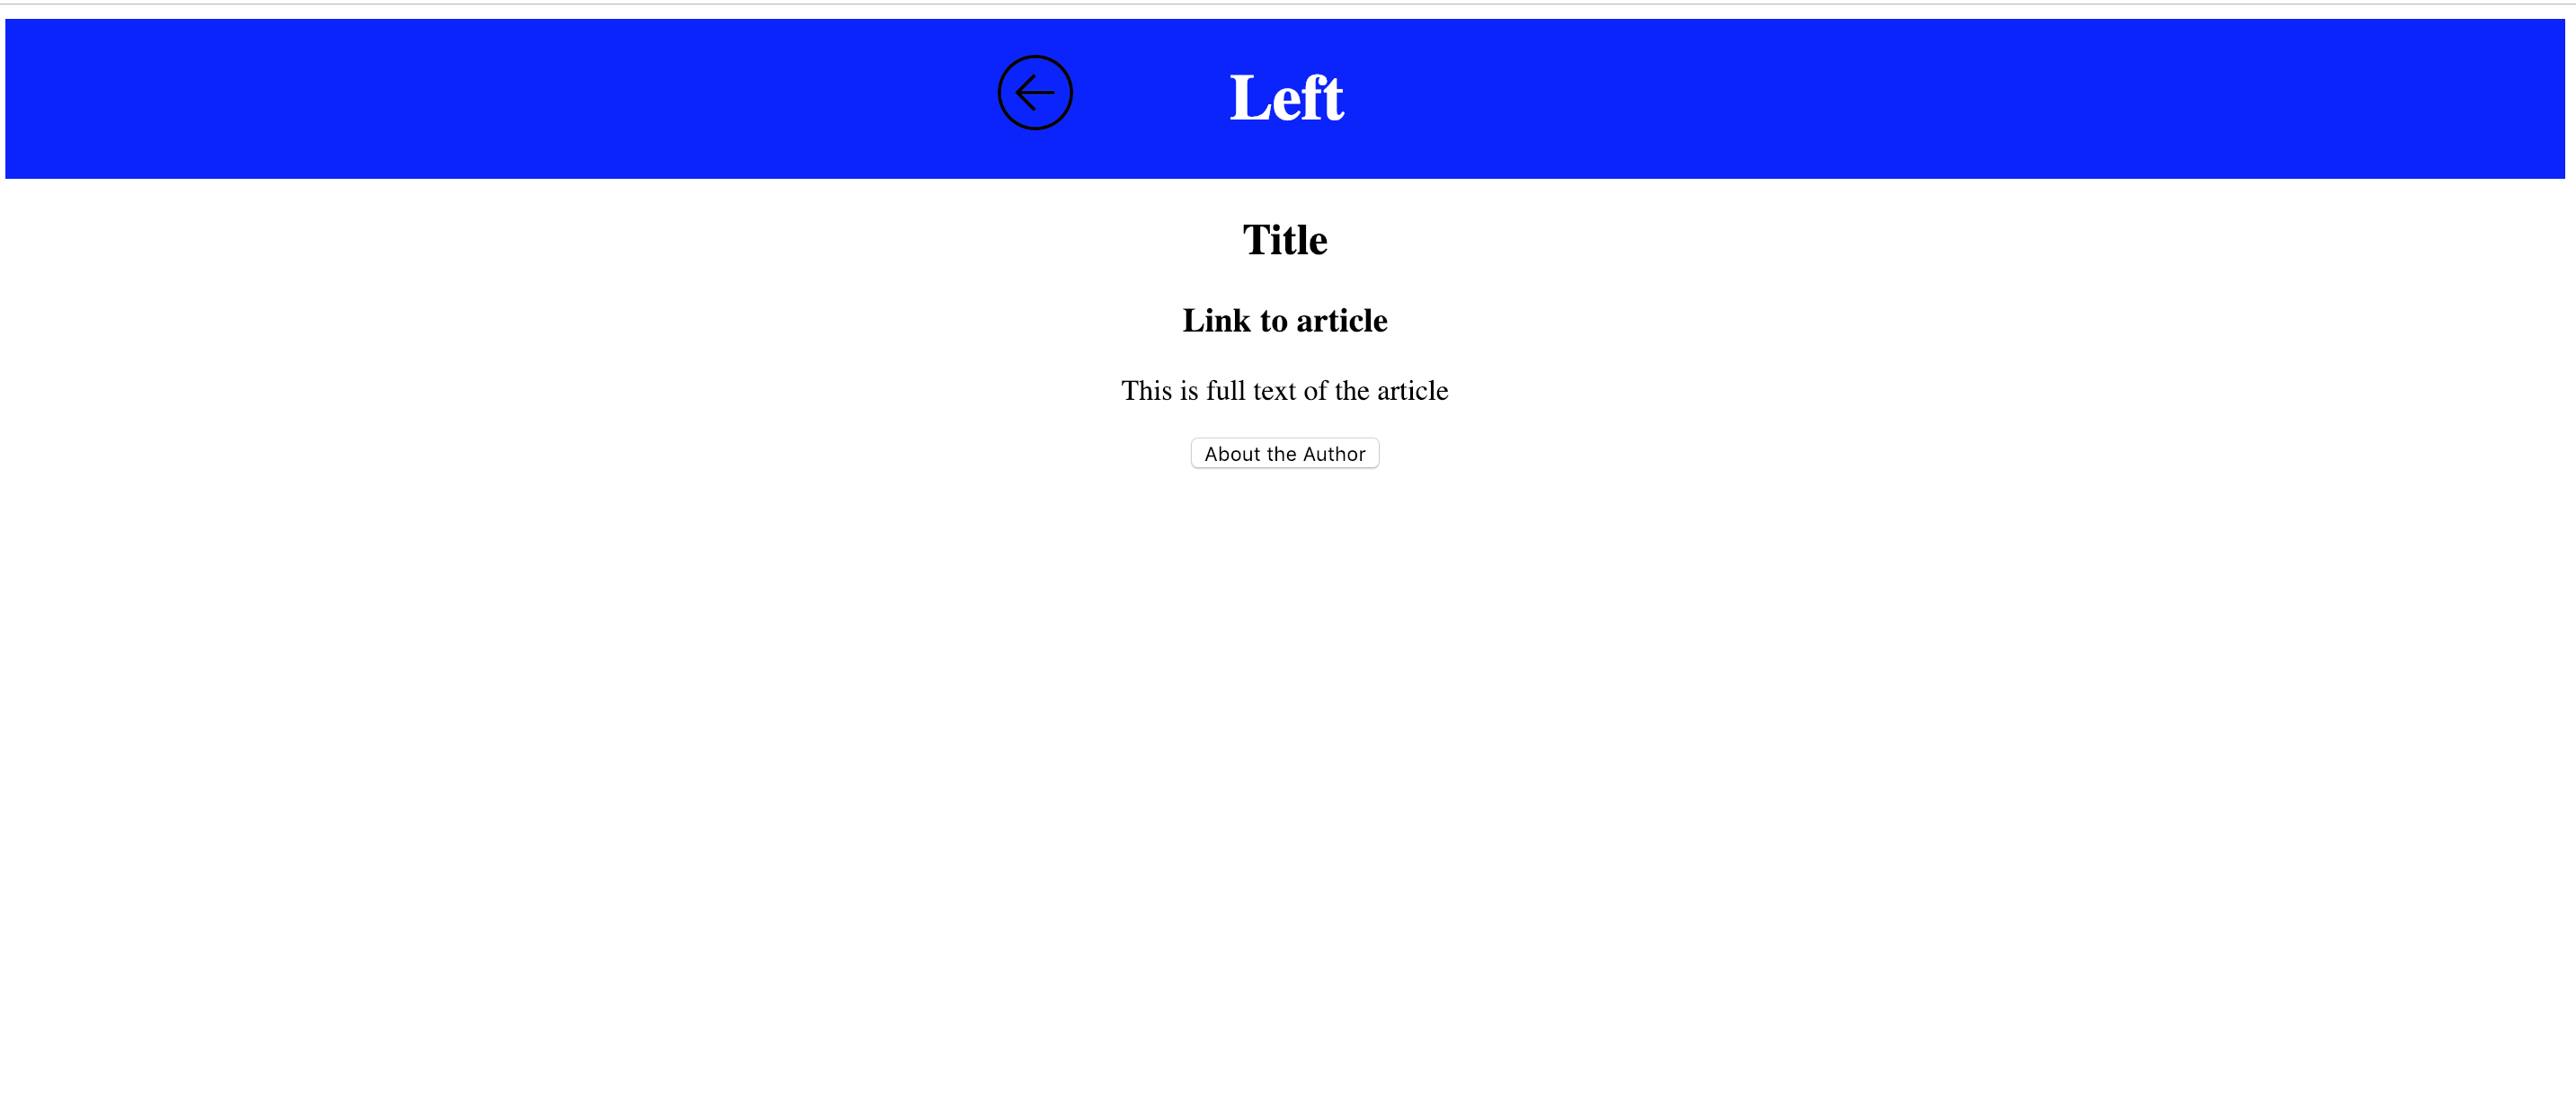 Left
Title
Link to article
This is full text of the article
About the Author